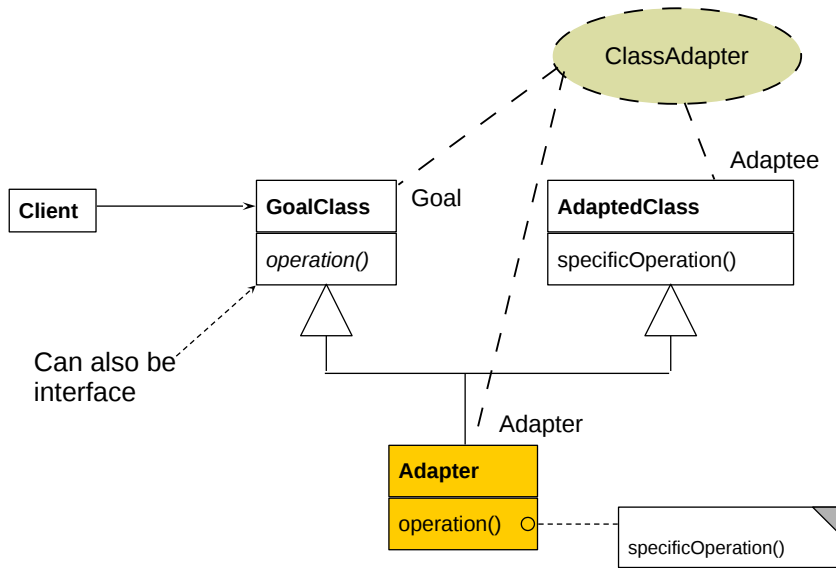 ClassAdapter
Adaptee
Client
GoalClass
Goal
AdaptedClass
operation()
specificOperation()
Can also be
interface
Adapter
Adapter
operation()
specificOperation()